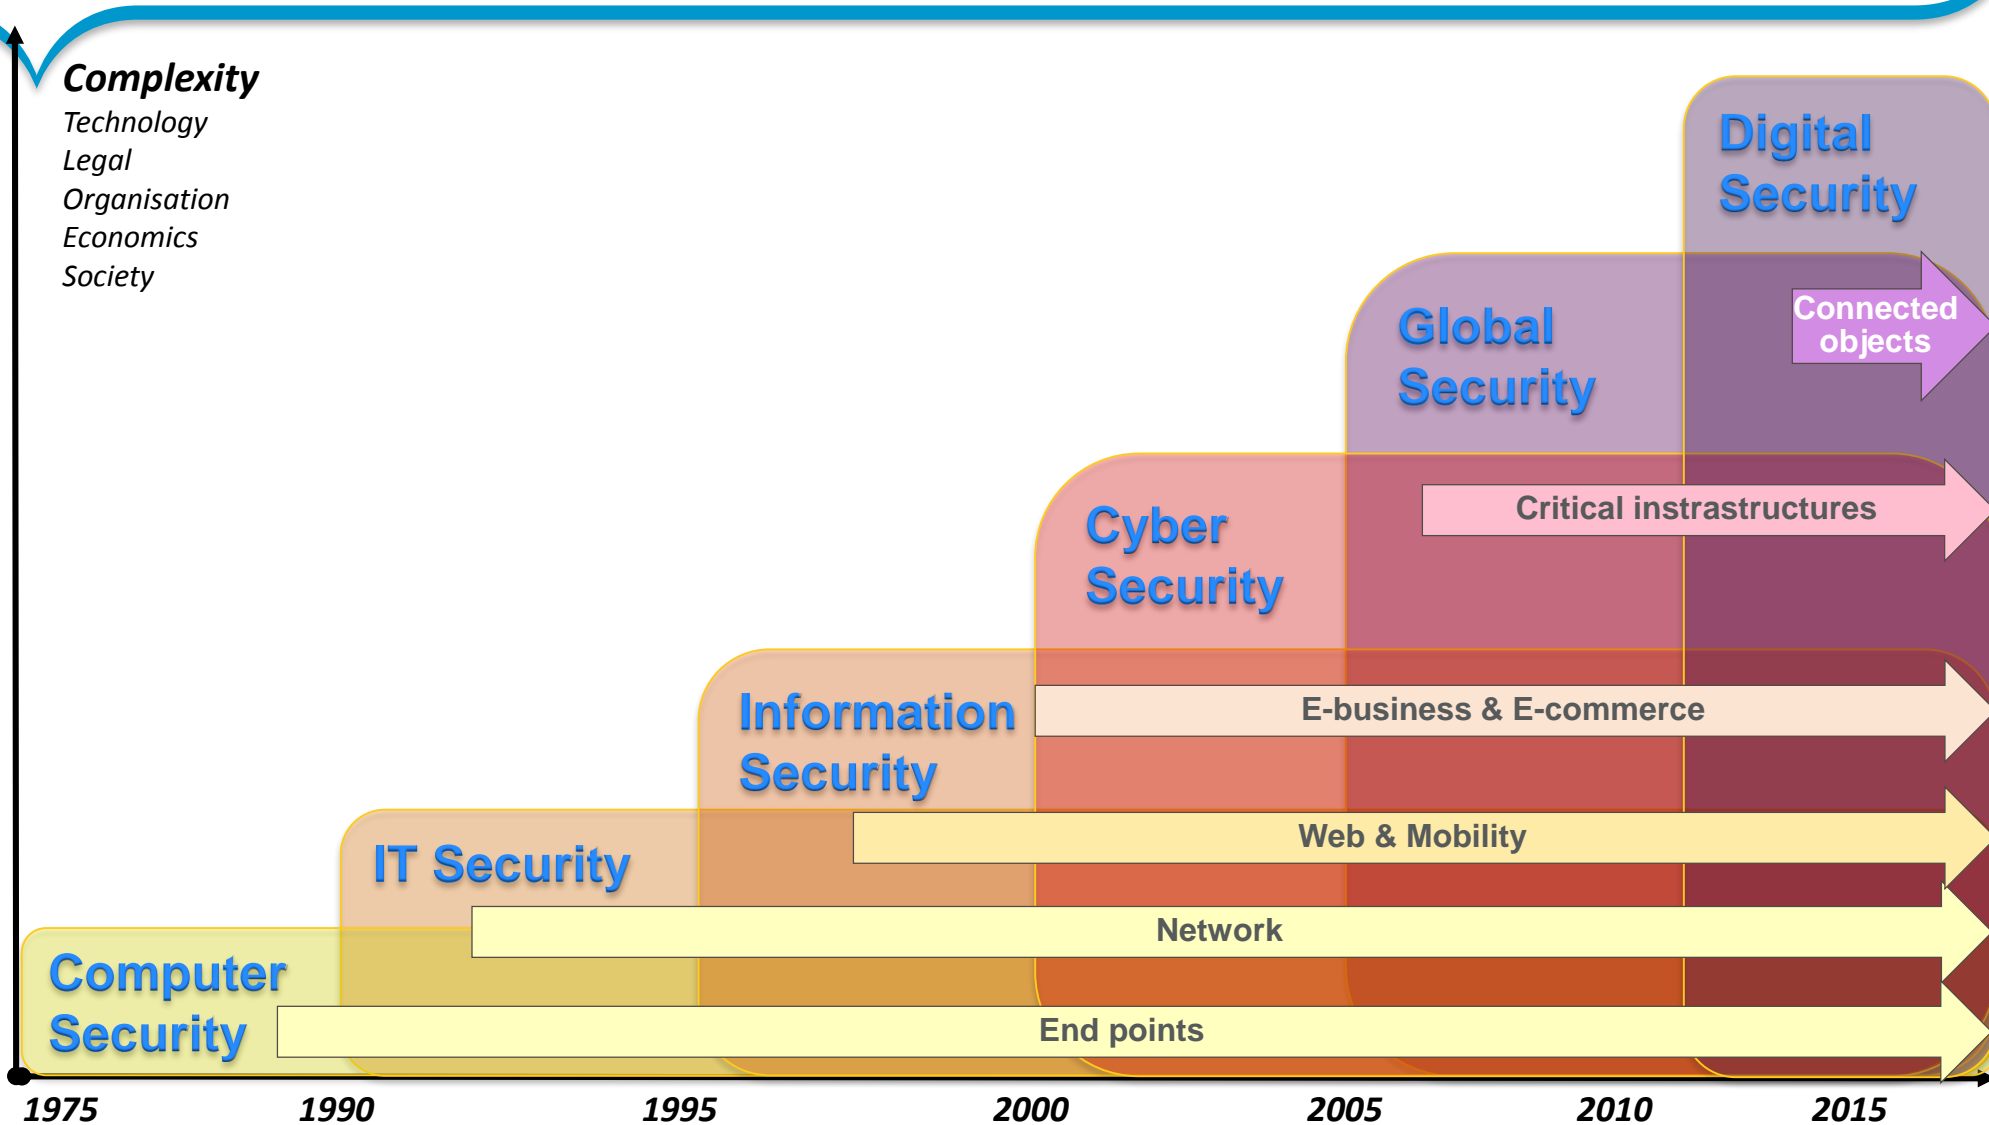 Complexity
Technology
Legal
Organisation
Economics
Society
Digital
Security
Connected
objects
Global
Security
Critical instrastructures
Cyber
Security
E-business & E-commerce
Information
Security
Web & Mobility
IT Security
Network
Computer
Security
End points
1975 1990 1995 2000 2005 2010 2015